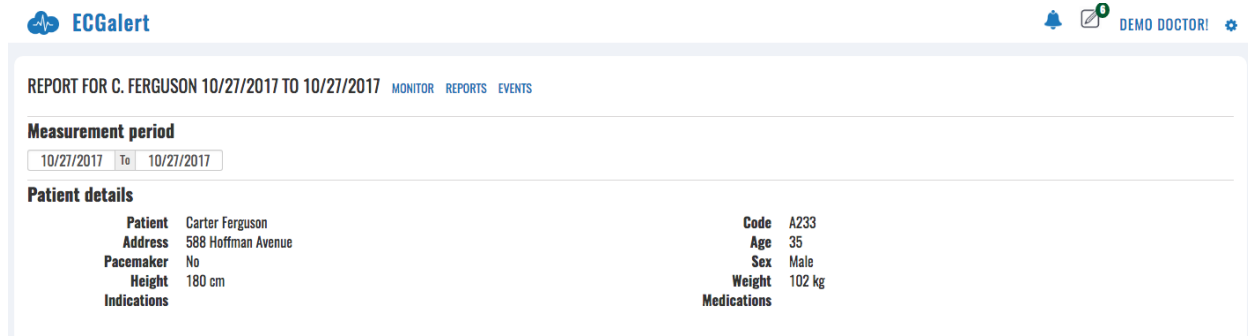 ECGalert
6
DEMO DOCTOR!
REPORT FOR C. FERGUSON 10/27/2017 TO 10/27/2017 MONITOR REPORTS EVENTS
Measurement period
10/27/2017 To 10/27/2017
Patient details
Patient Carter Ferguson Code A233
Address 588 Hoffman Avenue Age 35
Pacemaker No Sex Male
Height 180 cm Weight 102 kg
Indications Medications